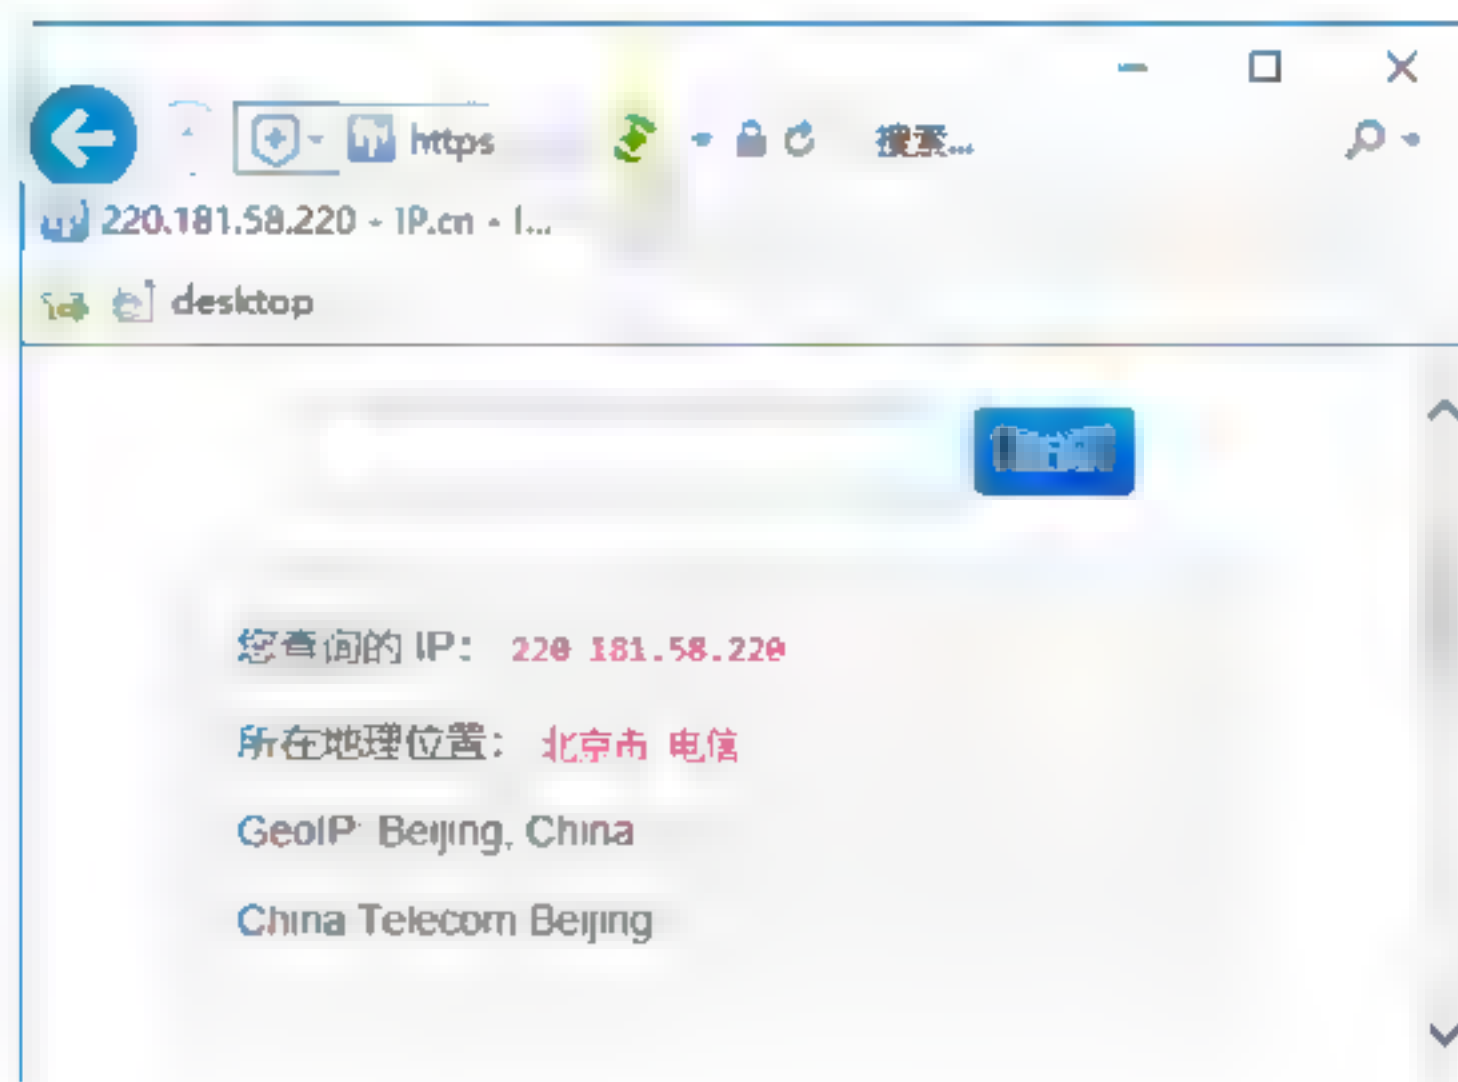 https 搜索...
220.181.58.220 - IP.cn - I...
desktop
您查询的 IP： 220.181.58.220
所在地理位置： 北京市 电信
GeoIP: Beijing, China
China Telecom Beijing